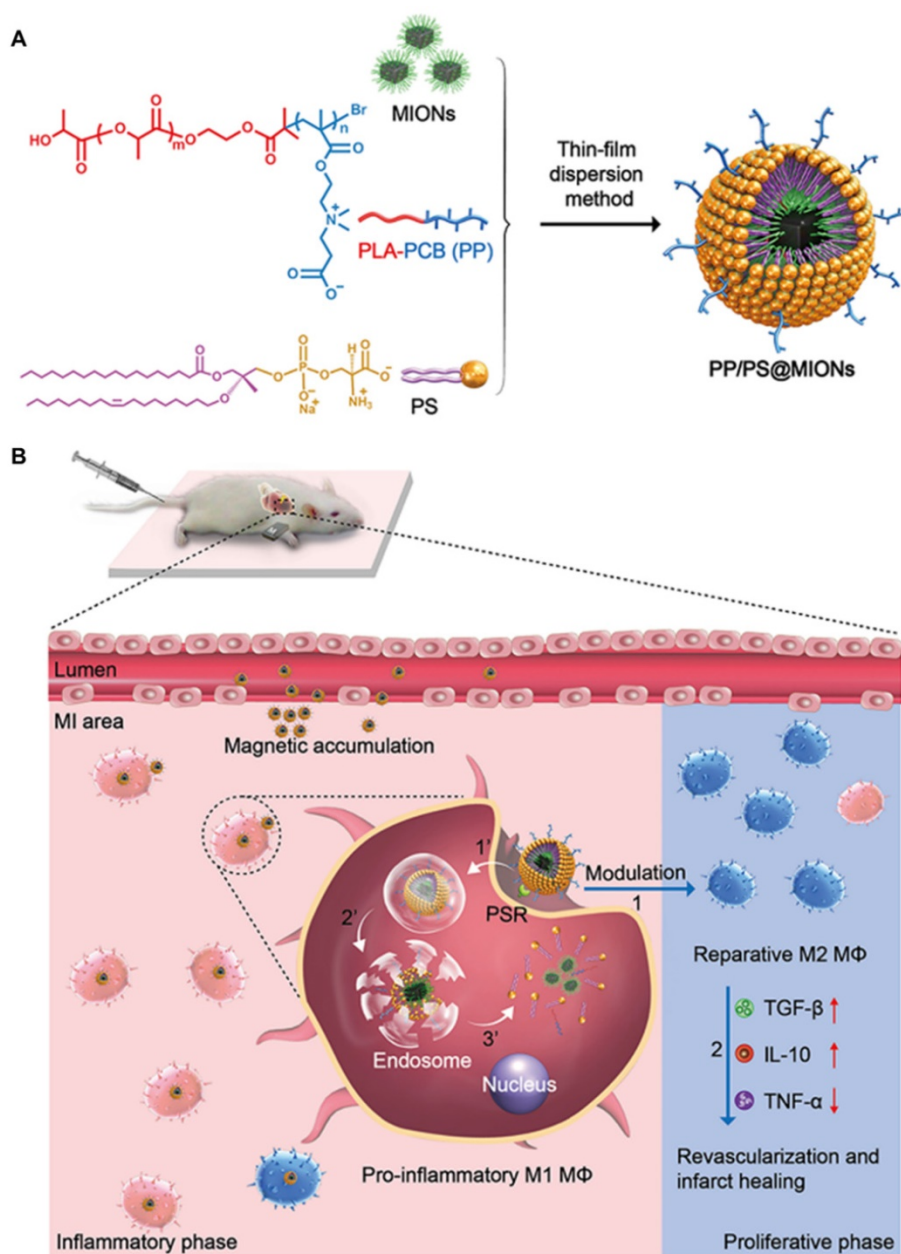 A
MIONs
HO
O
O
O
m
O
O
O
n
Br
O
O
N+
O
O−
PLA-PCB (PP)
Thin-film
dispersion
method
PP/PS@MIONs
O
O
O
O
P
O
O−
Na+
O
H
O
O−
NH3
+
PS
B
Lumen
MI area
Magnetic accumulation
1'
PSR
Modulation
1
2'
Endosome
3'
Nucleus
Pro-inflammatory M1 MΦ
Inflammatory phase
Reparative M2 MΦ
2
TGF-β ↑
IL-10 ↑
TNF-α ↓
Revascularization and
infarct healing
Proliferative phase